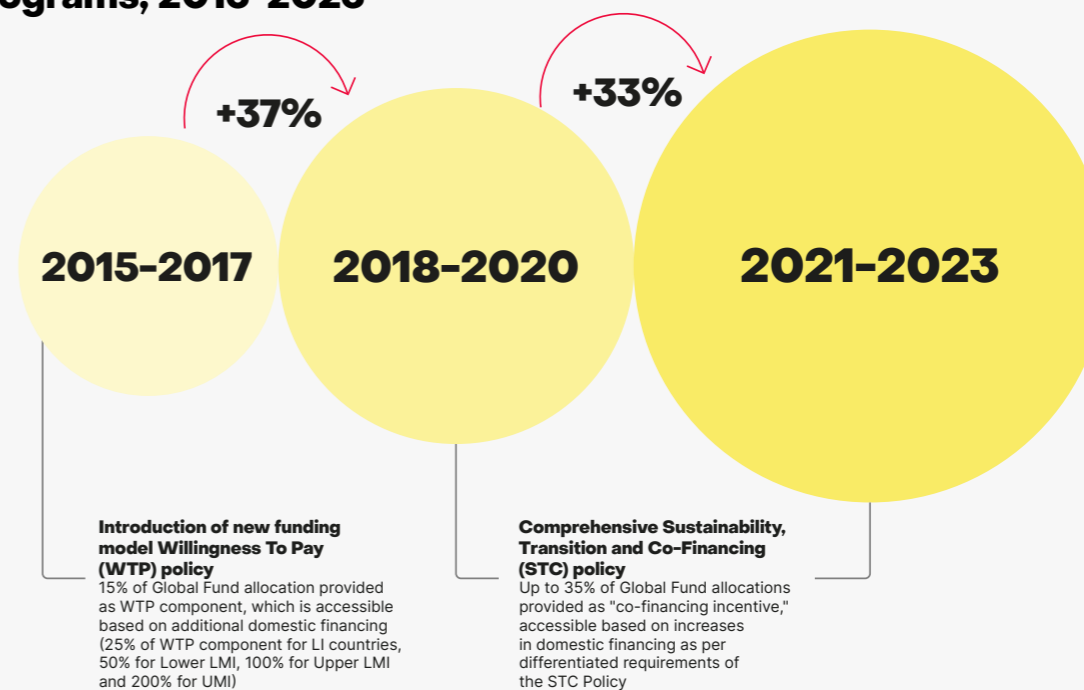 ograms,
+37%
+33%
2015-2017
2018-2020
2021-2023
Introduction of new funding
model Willingness To Pay
(WTP) policy
15% of Global Fund allocation provided
as WTP component, which is accessible
based on additional domestic financing
(25% of WTP component for LI countries,
50% for Lower LMI, 100% for Upper LMI
and 200% for UMI)
Comprehensive Sustainability,
Transition and Co-Financing
(STC) policy
Up to 35% of Global Fund allocations
provided as "co-financing incentive,"
accessible based on increases
in domestic financing as per
differentiated requirements of
the STC Policy